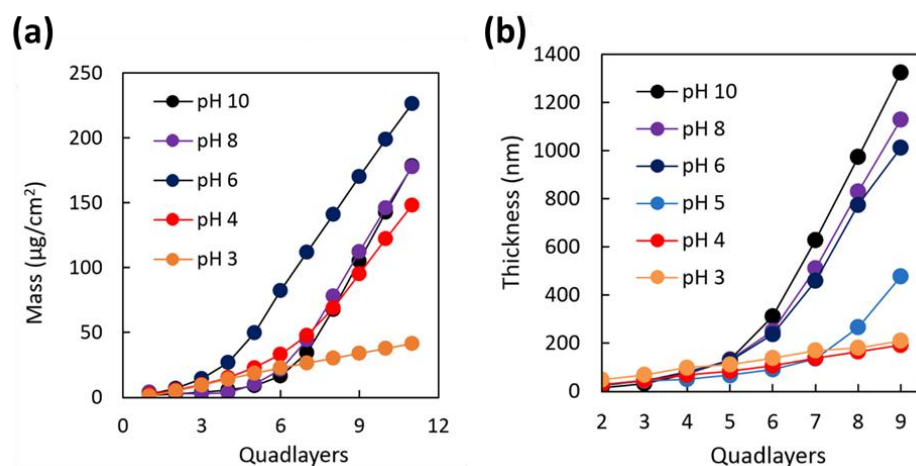 (a)
250
200
150
100
50
0
Mass (µg/cm²)
pH 10
pH 8
pH 6
pH 4
pH 3
0 3 6 9 12
Quadlayers
(b)
1400
1200
1000
800
600
400
200
0
Thickness (nm)
pH 10
pH 8
pH 6
pH 5
pH 4
pH 3
2 3 4 5 6 7 8 9
Quadlayers